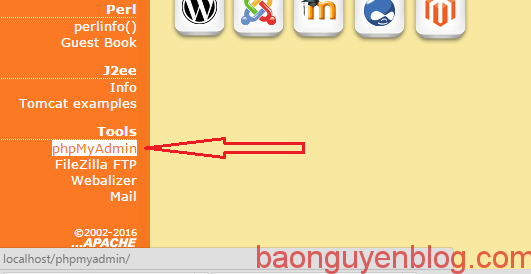 Perl
perlinfo()
Guest Book
J2ee
Info
Tomcat examples
Tools
phpMyAdmin
FileZilla FTP
Webalizer
Mail
©2002-2016
...APACHE
localhost/phpmyadmin/
baonguyenblog.com